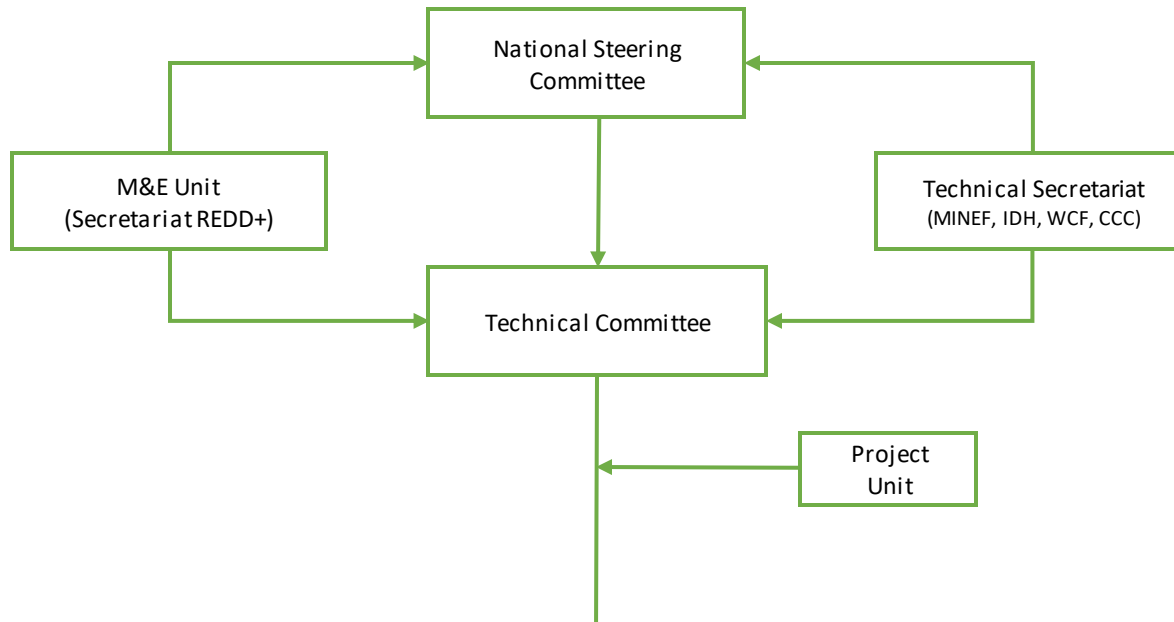 National Steering
Committee
M&E Unit
(Secretariat REDD+)
Technical Secretariat
(MINEF, IDH, WCF, CCC)
Technical Committee
Project
Unit